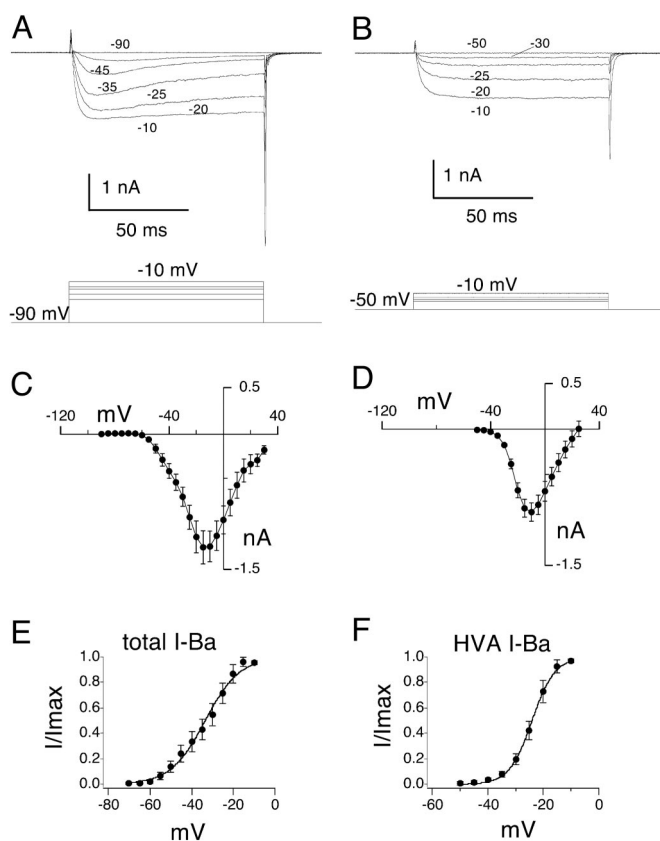 A
-90
-45
-35
-25
-20
-10
1 nA
50 ms
-10 mV
-90 mV
B
-50
-30
-25
-20
-10
1 nA
50 ms
-10 mV
-50 mV
C
mV
0.5
-120
-40
40
nA
-1.5
D
mV
0.5
-120
-40
40
nA
-1.5
E
total I-Ba
I/Imax
1.0
0.8
0.6
0.4
0.2
0.0
-80
-60
-40
-20
0
mV
F
HVA I-Ba
I/Imax
1.0
0.8
0.6
0.4
0.2
0.0
-60
-40
-20
0
mV